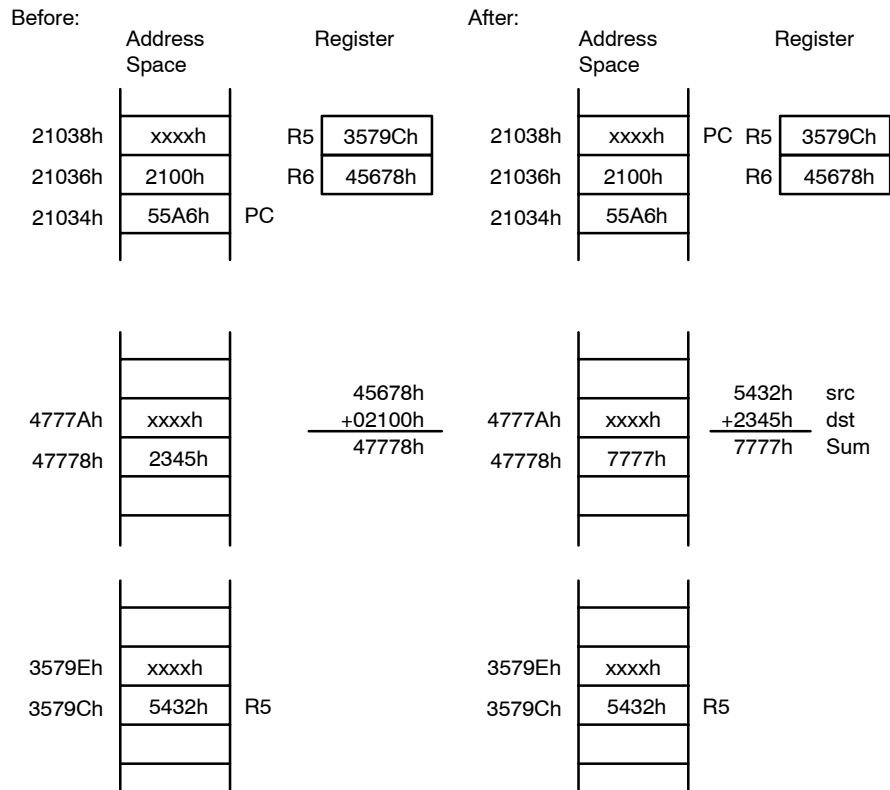 Before:
After:
Address Space
Register
Address Space
Register
21038h xxxxh R5 3579Ch
21036h 2100h R6 45678h
21034h 55A6h PC
21038h xxxxh PC R5 3579Ch
21036h 2100h R6 45678h
21034h 55A6h
45678h
4777Ah xxxxh +02100h
47778h 2345h 47778h
5432h src
4777Ah xxxxh +2345h dst
47778h 7777h 7777h Sum
3579Eh xxxxh
3579Ch 5432h R5
3579Eh xxxxh
3579Ch 5432h R5